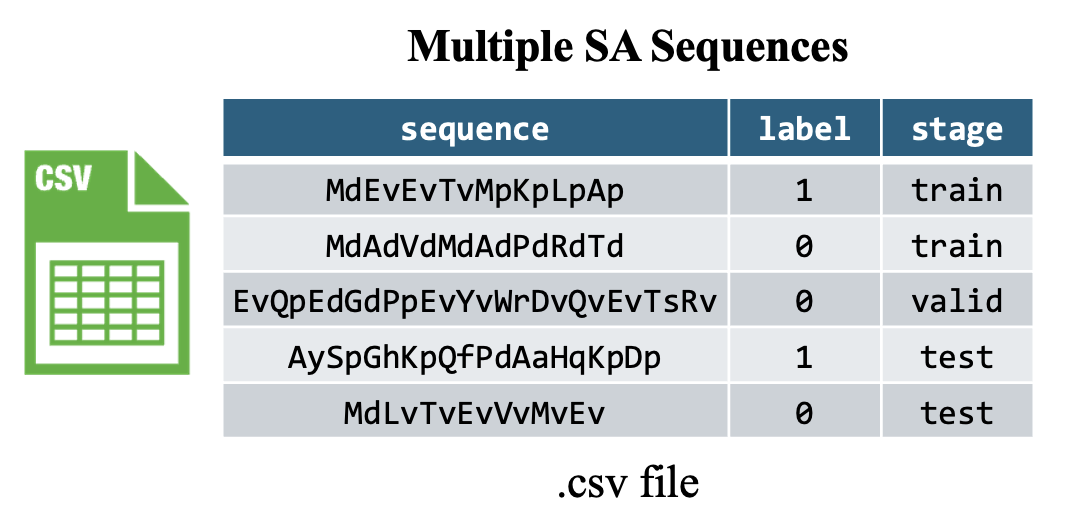 Multiple SA Sequences
CSV
sequence label stage
MdEvEvTvMpKpLpAp 1 train
MdAdVdMdAdPdRdTd 0 train
EvQpEdGdPpEvYvWrDvQvEvTsRv 0 valid
AySpGhKpQfPdAaHqKpDp 1 test
MdLvTvEvVvMvEv 0 test
.csv file